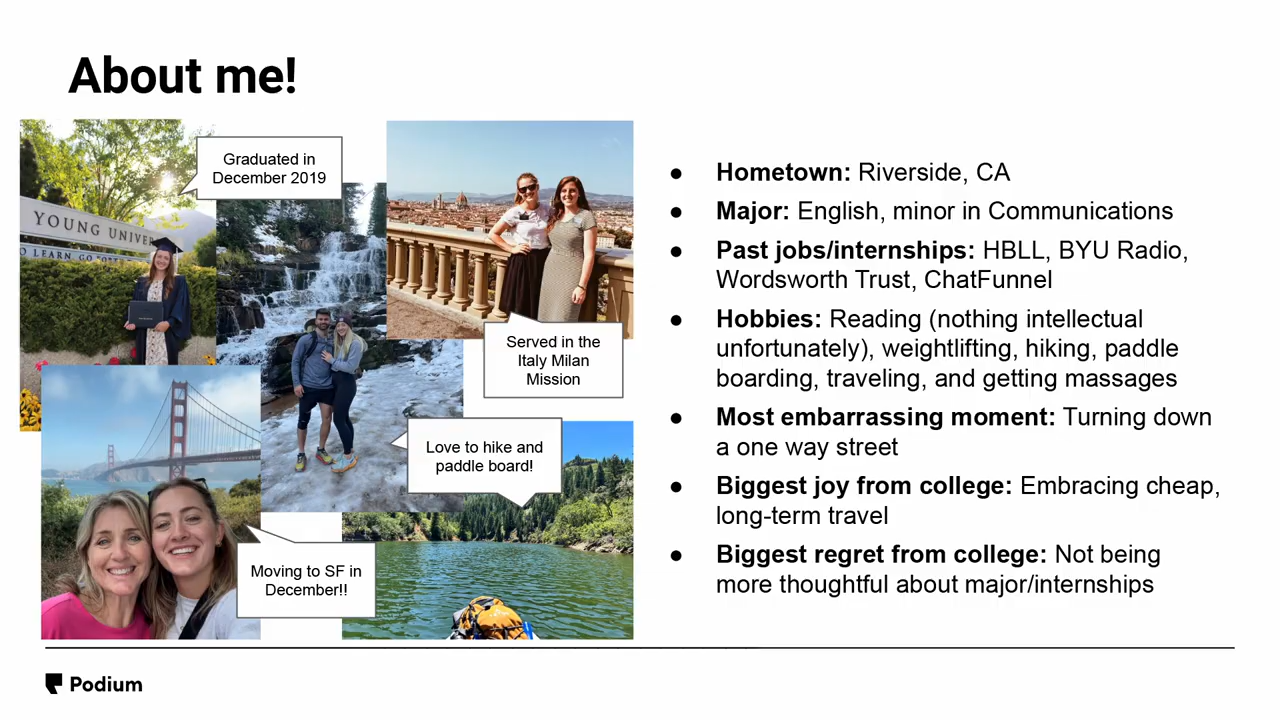 About me!
YOUNG UNIVER
O LEARN, GO
Graduated in
December 2019
Served in the
Italy Milan
Mission
Love to hike and
paddle board!
Moving to SF in
December!!
● Hometown: Riverside, CA
● Major: English, minor in Communications
● Past jobs/internships: HBLL, BYU Radio,
Wordsworth Trust, ChatFunnel
● Hobbies: Reading (nothing intellectual
unfortunately), weightlifting, hiking, paddle
boarding, traveling, and getting massages
● Most embarrassing moment: Turning down
a one way street
● Biggest joy from college: Embracing cheap,
long-term travel
● Biggest regret from college: Not being
more thoughtful about major/internships
Podium